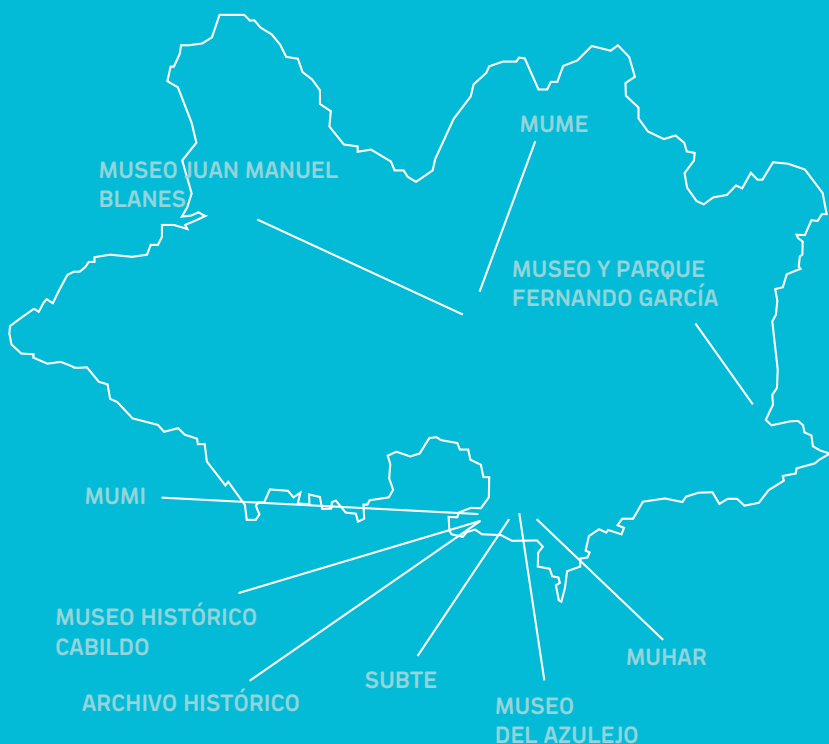 MUME
MUSEO JUAN MANUEL
BLANES
MUSEO Y PARQUE
FERNANDO GARCÍA
MUMI
MUSEO HISTÓRICO
CABILDO
ARCHIVO HISTÓRICO
SUBTE
MUHAR
MUSEO
DEL AZULEJO